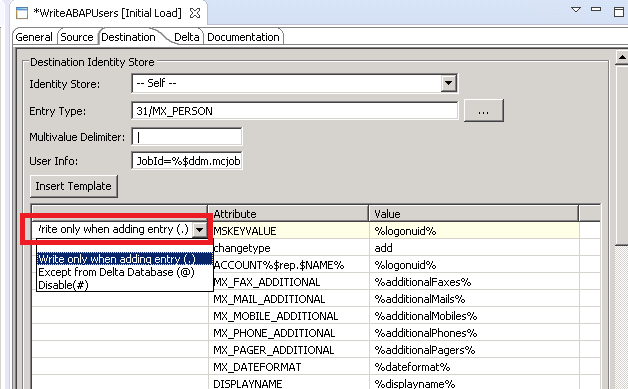 *WriteABAPUsers [Initial Load]
General Source Destination Delta Documentation
Destination Identity Store
Identity Store: -- Self --
Entry Type: 31/MX_PERSON ...
Multivalue Delimiter: |
User Info: JobId=%$ddm.mcjob
Insert Template
Attribute Value
rite only when adding entry (.) MSKEYVALUE %logonuid%
changetype add
Write only when adding entry (.) ACCOUNT%$rep.$NAME% %logonuid%
Except from Delta Database (@) MX_FAX_ADDITIONAL %additionalFaxes%
Disable(#) MX_MAIL_ADDITIONAL %additionalMails%
MX_MOBILE_ADDITIONAL %additionalMobiles%
MX_PHONE_ADDITIONAL %additionalPhones%
MX_PAGER_ADDITIONAL %additionalPagers%
MX_DATEFORMAT %dateformat%
DISPLAYNAME %displayname%